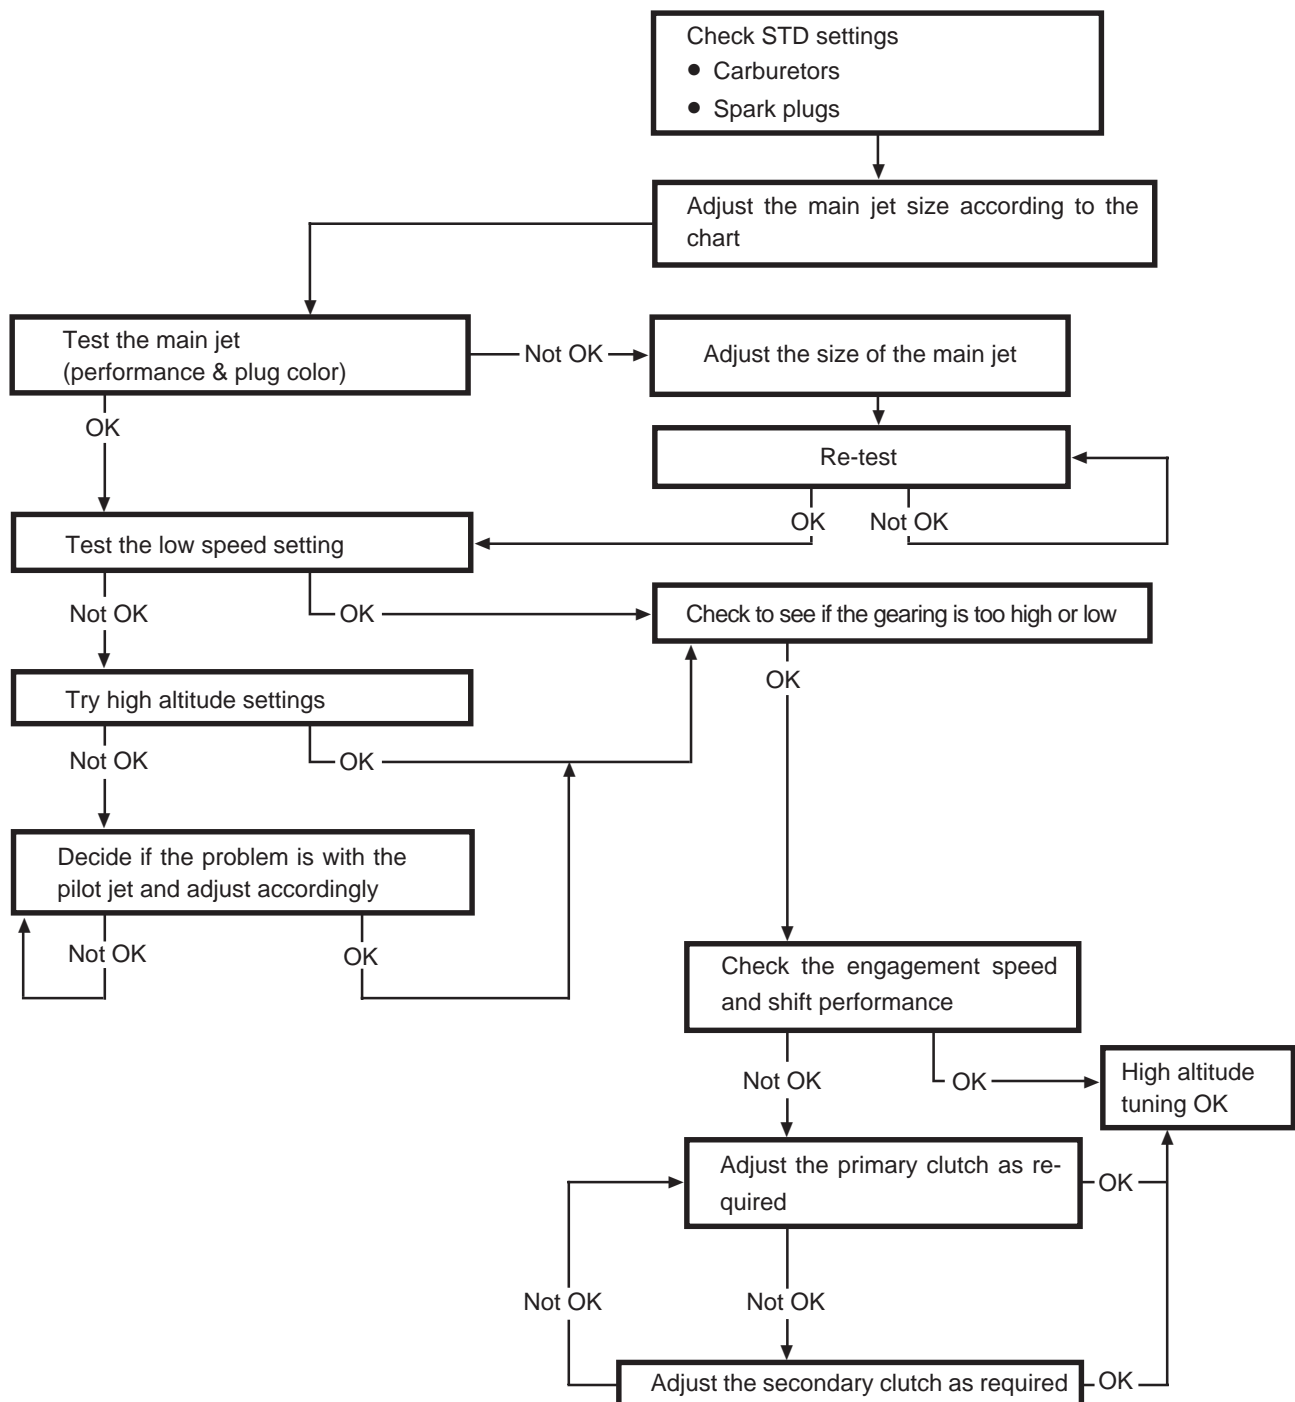 Check STD settings
● Carburetors
● Spark plugs
Adjust the main jet size according to the
chart
Test the main jet
(performance & plug color)
Not OK
Adjust the size of the main jet
OK
Re-test
OK
Not OK
Test the low speed setting
Not OK
OK
Check to see if the gearing is too high or low
OK
Try high altitude settings
Not OK
OK
Decide if the problem is with the
pilot jet and adjust accordingly
Not OK
OK
Check the engagement speed
and shift performance
Not OK
OK
High altitude
tuning OK
Adjust the primary clutch as re-
quired
OK
Not OK
Not OK
Adjust the secondary clutch as required
OK